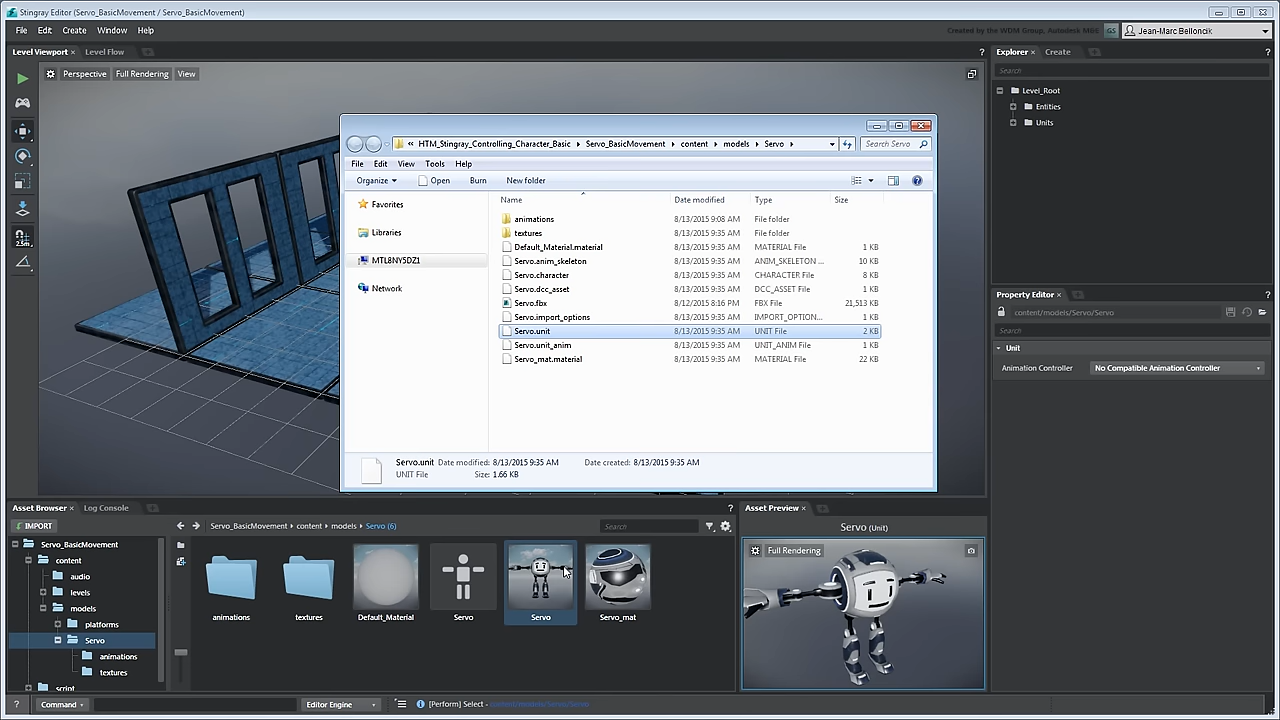 Stingray Editor (Servo_BasicMovement / Servo_BasicMovement)
File Edit Create Window Help
Created by the WDM Group, Autodesk M&E
GS
Jean-Marc Belloncik
Level Viewport × Level Flow
?
Perspective Full Rendering View
2.5m
Explorer × Create
?
Search
Level_Root
Entities
Units
« HTM_Stingray_Controlling_Character_Basic ▸ Servo_BasicMovement ▸ content ▸ models ▸ Servo ▸
Search Servo
File Edit View Tools Help
Organize Open Burn New folder
Favorites
Libraries
MTL8NY5DZ1
Network
Name Date modified Type Size
animations 8/13/2015 9:08 AM File folder
textures 8/13/2015 9:35 AM File folder
Default_Material.material 8/13/2015 9:35 AM MATERIAL File 1 KB
Servo.anim_skeleton 8/13/2015 9:35 AM ANIM_SKELETON ... 10 KB
Servo.character 8/13/2015 9:35 AM CHARACTER File 8 KB
Servo.dcc_asset 8/13/2015 9:35 AM DCC_ASSET File 1 KB
Servo.fbx 8/12/2015 8:16 PM FBX File 21,513 KB
Servo.import_options 8/13/2015 9:35 AM IMPORT_OPTION... 1 KB
Servo.unit 8/13/2015 9:35 AM UNIT File 2 KB
Servo.unit_anim 8/13/2015 9:35 AM UNIT_ANIM File 1 KB
Servo_mat.material 8/13/2015 9:35 AM MATERIAL File 22 KB
Servo.unit Date modified: 8/13/2015 9:35 AM Date created: 8/13/2015 9:35 AM
UNIT File Size: 1.66 KB
Property Editor ×
?
content/models/Servo/Servo
Search
Unit
Animation Controller No Compatible Animation Controller
Asset Browser × Log Console
?
IMPORT
Servo_BasicMovement ▸ content ▸ models ▸ Servo (6)
Search
Servo_BasicMovement
content
audio
levels
models
platforms
Servo
animations
textures
script
animations textures Default_Material Servo Servo Servo_mat
Asset Preview ×
?
Servo (Unit)
Full Rendering
? Command Editor Engine [Perform] Select - content/models/Servo/Servo